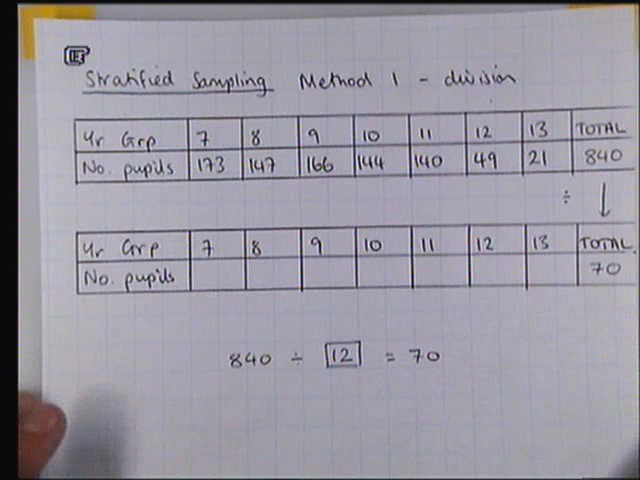 Stratified Sampling Method 1 - division
Yr Grp 7 8 9 10 11 12 13 TOTAL
No. pupils 173 147 166 144 140 49 21 840
÷ ↓
Yr Grp 7 8 9 10 11 12 13 TOTAL
No. pupils 70
840 ÷ 12 = 70